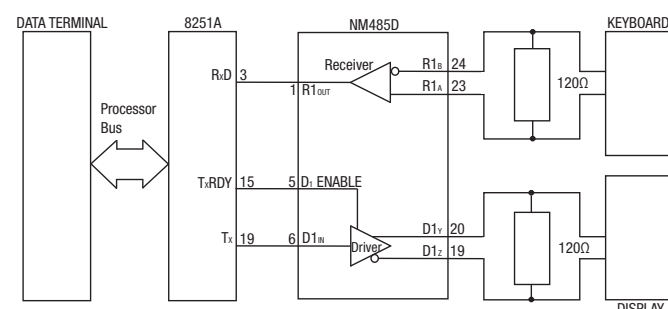 DATA TERMINAL
8251A
NM485D
KEYBOARD
Receiver
R1B 24
RxD 3
1 R1OUT
R1A 23
120Ω
Processor
Bus
TxRDY 15
5 D1 ENABLE
Tx 19
6 D1IN
Driver
D1Y 20
D1Z 19
120Ω
DISPLAY